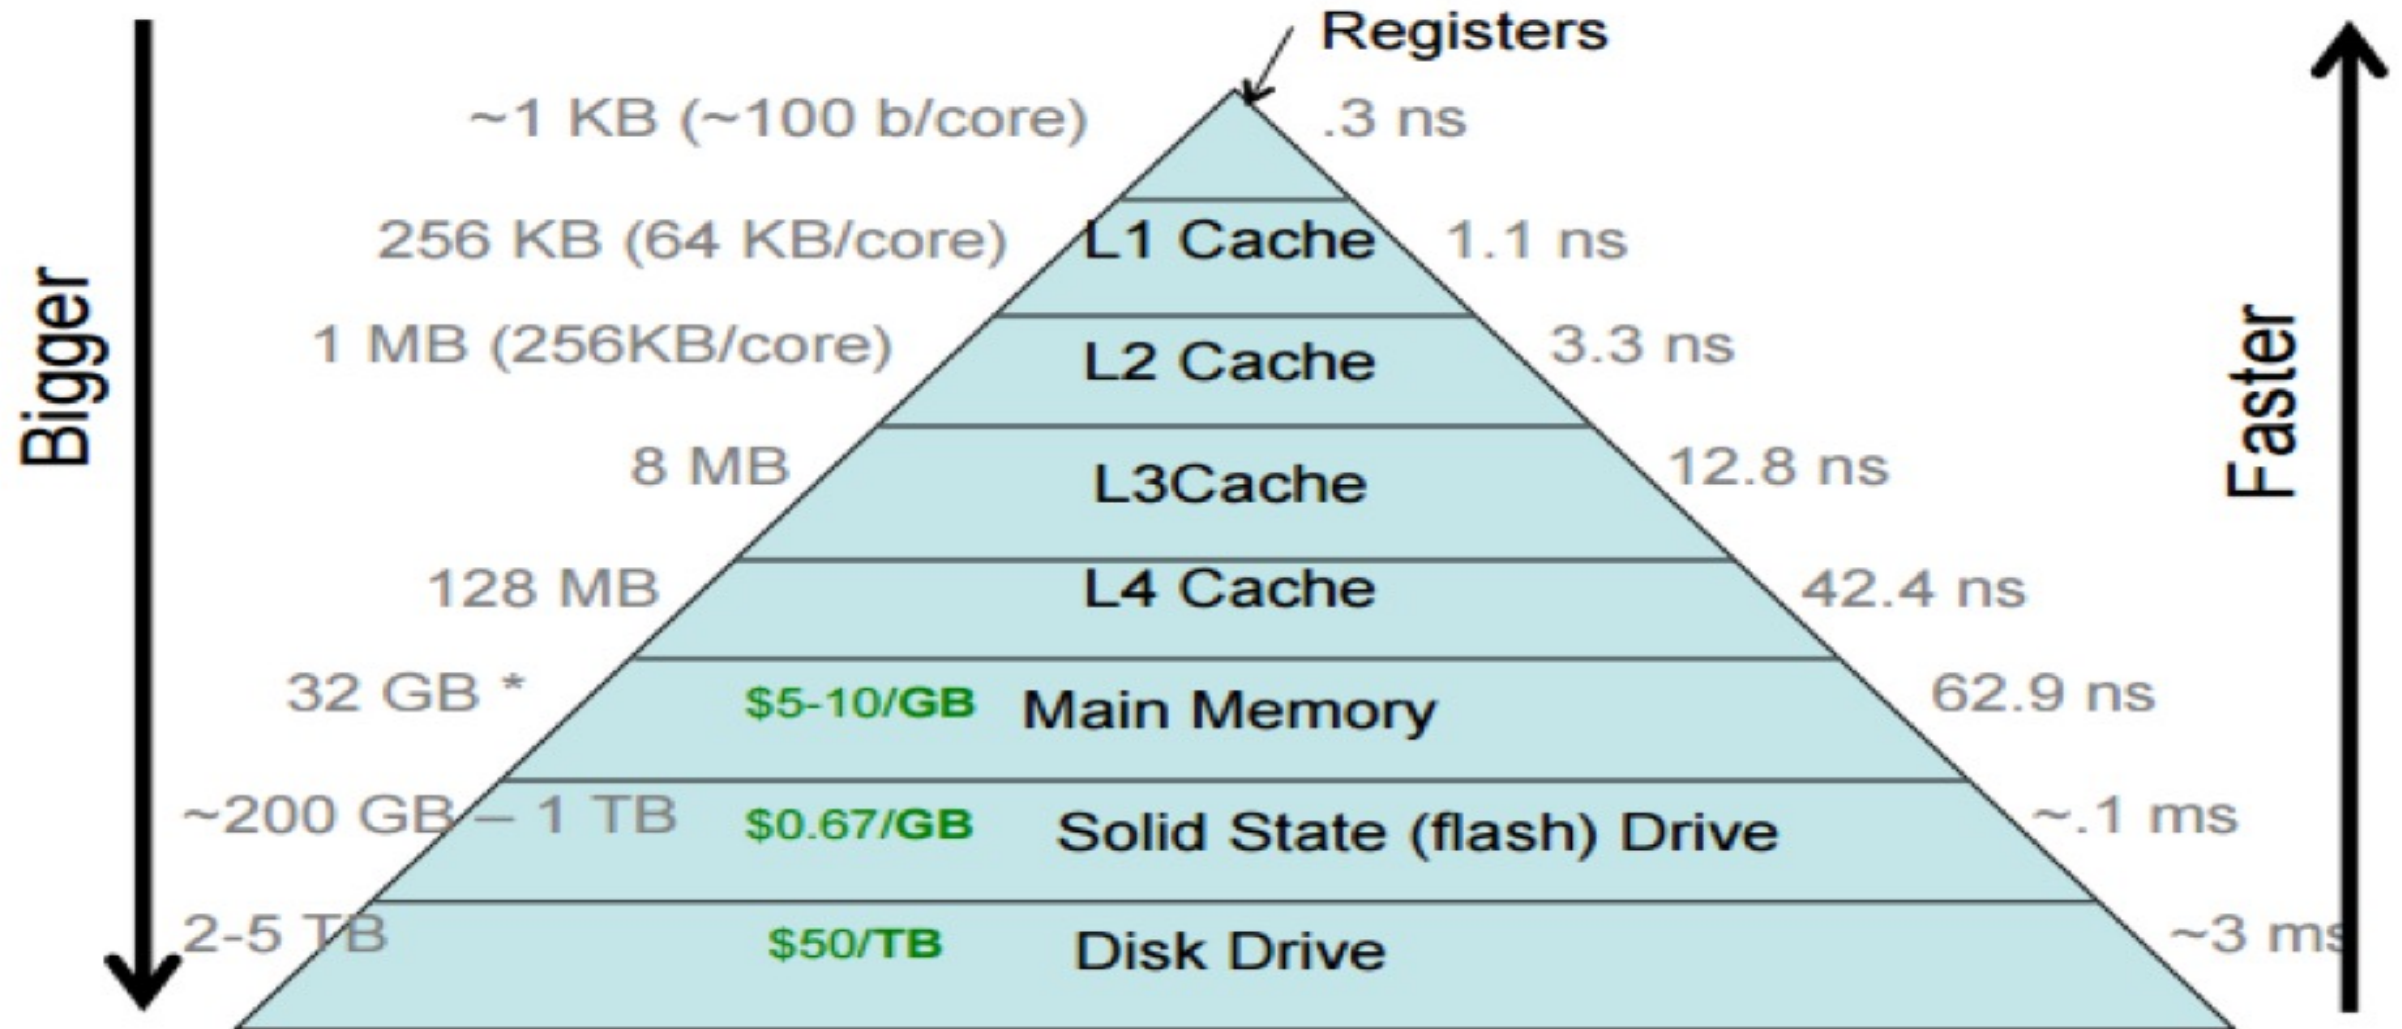 Registers
~1 KB (~100 b/core) .3 ns
256 KB (64 KB/core) L1 Cache 1.1 ns
1 MB (256KB/core) L2 Cache 3.3 ns
8 MB L3Cache 12.8 ns
128 MB L4 Cache 42.4 ns
32 GB * $5-10/GB Main Memory 62.9 ns
~200 GB – 1 TB $0.67/GB Solid State (flash) Drive ~.1 ms
2-5 TB $50/TB Disk Drive ~3 ms
Bigger
Faster